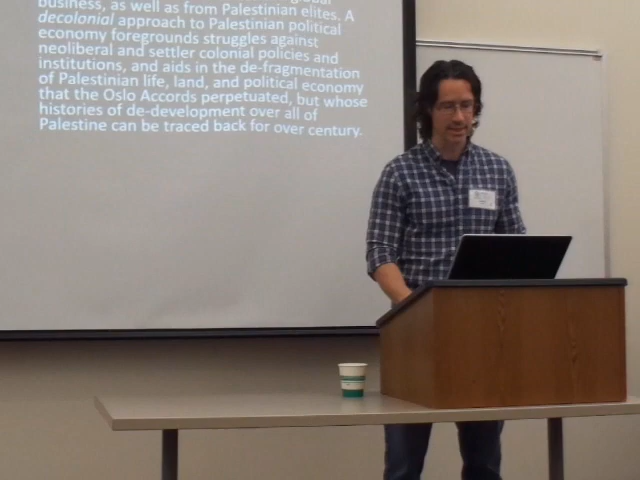 business, as well as from Palestinian elites. A
decolonial approach to Palestinian political
economy foregrounds struggles against
neoliberal and settler colonial policies and
institutions, and aids in the de-fragmentation
of Palestinian life, land, and political economy
that the Oslo Accords perpetuated, but whose
histories of de-development over all of
Palestine can be traced back for over century.